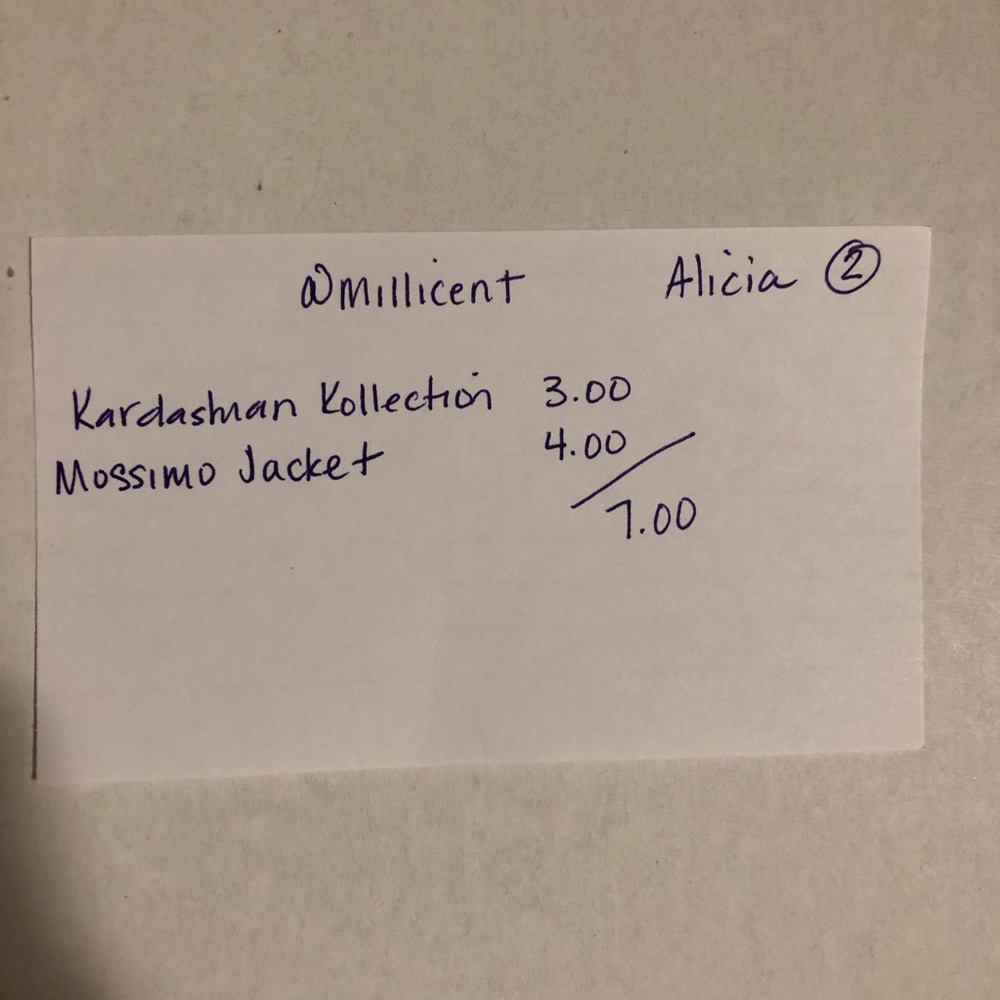 @Millicent Alicia ②
Kardashian Kollection 3.00
Mossimo Jacket 4.00
7.00